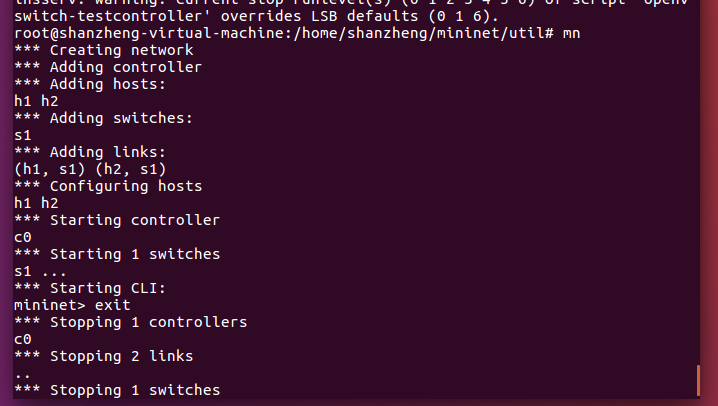 insserv: warning: current stop runlevel(s) (0 1 2 3 4 5 6) of script `openv
switch-testcontroller' overrides LSB defaults (0 1 6).
root@shanzheng-virtual-machine:/home/shanzheng/mininet/util# mn
*** Creating network
*** Adding controller
*** Adding hosts:
h1 h2
*** Adding switches:
s1
*** Adding links:
(h1, s1) (h2, s1)
*** Configuring hosts
h1 h2
*** Starting controller
c0
*** Starting 1 switches
s1 ...
*** Starting CLI:
mininet> exit
*** Stopping 1 controllers
c0
*** Stopping 2 links
..
*** Stopping 1 switches